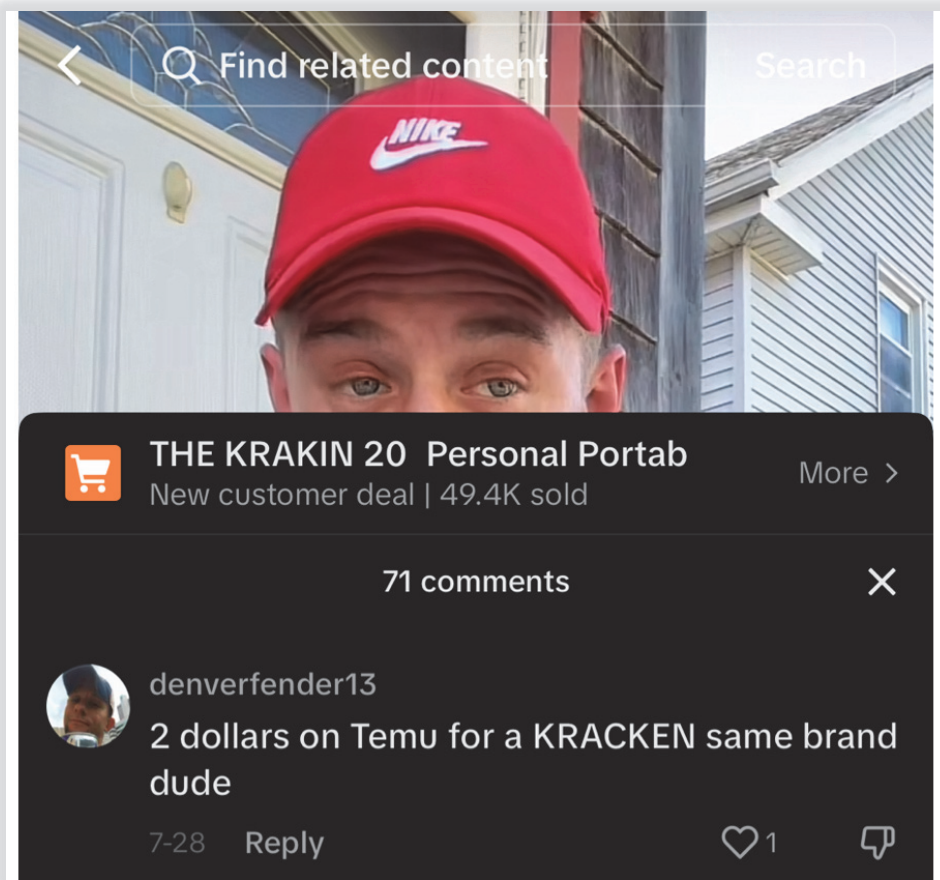 Find related content Search
NIKE
THE KRAKIN 20 Personal Portab
New customer deal | 49.4K sold
More >
71 comments
denverfender13
2 dollars on Temu for a KRACKEN same brand
dude
7-28 Reply 1